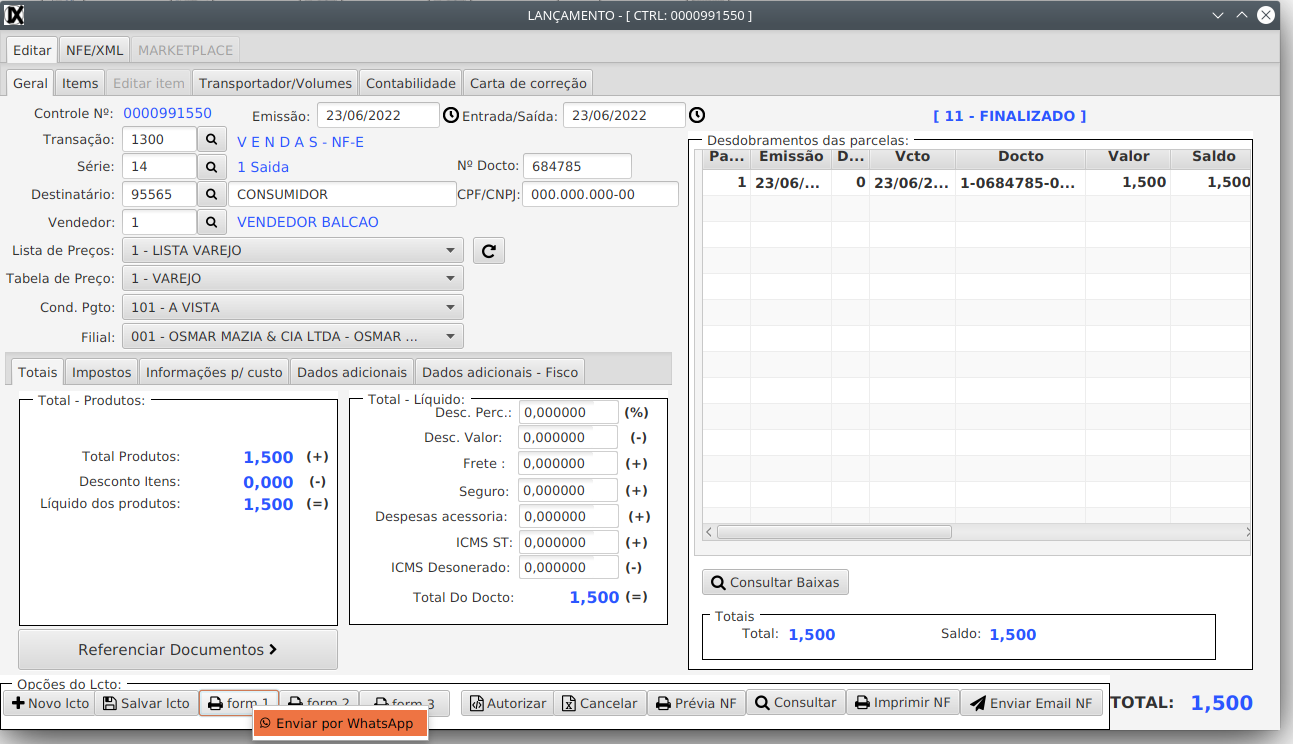 LANÇAMENTO - [ CTRL: 0000991550 ]
Editar NFE/XML MARKETPLACE
Geral Items Editar item Transportador/Volumes Contabilidade Carta de correção
Controle Nº: 0000991550 Emissão: 23/06/2022 Entrada/Saída: 23/06/2022 [ 11 - FINALIZADO ]
Transação: 1300 V E N D A S - NF-E
Série: 14 1 Saida Nº Docto: 684785
Destinatário: 95565 CONSUMIDOR CPF/CNPJ: 000.000.000-00
Vendedor: 1 VENDEDOR BALCAO
Lista de Preços: 1 - LISTA VAREJO
Tabela de Preço: 1 - VAREJO
Cond. Pgto: 101 - A VISTA
Filial: 001 - OSMAR MAZIA & CIA LTDA - OSMAR ...
Desdobramentos das parcelas:
Pa... Emissão D... Vcto Docto Valor Saldo
1 23/06/... 0 23/06/2... 1-0684785-0... 1,500 1,500
Consultar Baixas
Totais
Total: 1,500 Saldo: 1,500
Totais Impostos Informações p/ custo Dados adicionais Dados adicionais - Fisco
Total - Produtos:
Total Produtos: 1,500 (+)
Desconto Itens: 0,000 (-)
Líquido dos produtos: 1,500 (=)
Total - Líquido:
Desc. Perc.: 0,000000 (%)
Desc. Valor: 0,000000 (-)
Frete : 0,000000 (+)
Seguro: 0,000000 (+)
Despesas acessoria: 0,000000 (+)
ICMS ST: 0,000000 (+)
ICMS Desonerado: 0,000000 (-)
Total Do Docto: 1,500 (=)
Referenciar Documentos
Opções do Lcto:
Novo lcto Salvar lcto form 1 form 2 form 3 Autorizar Cancelar Prévia NF Consultar Imprimir NF Enviar Email NF TOTAL: 1,500
Enviar por WhatsApp